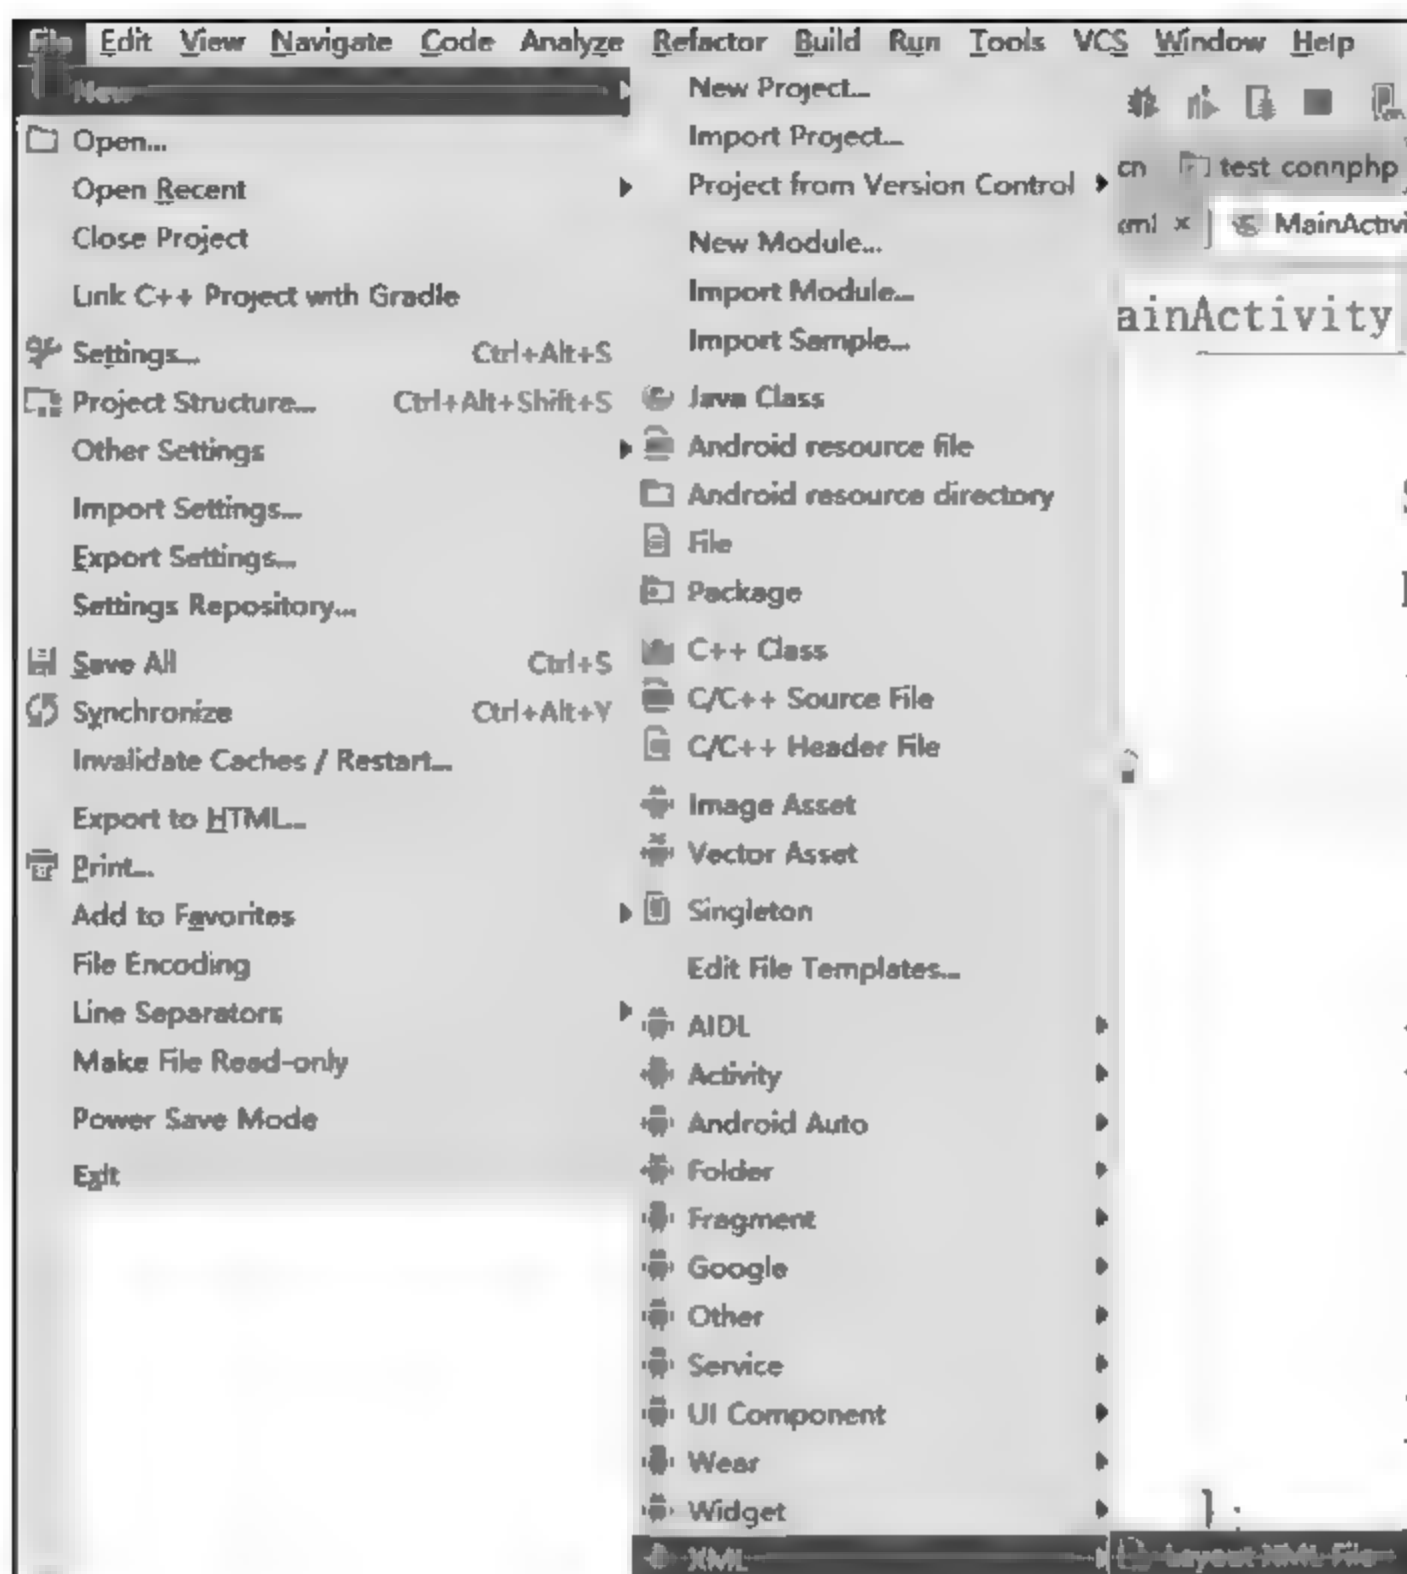 File Edit View Navigate Code Analyze Refactor Build Run Tools VCS Window Help
New
Open...
Open Recent
Close Project
Link C++ Project with Gradle
Settings... Ctrl+Alt+S
Project Structure... Ctrl+Alt+Shift+S
Other Settings
Import Settings...
Export Settings...
Settings Repository...
Save All Ctrl+S
Synchronize Ctrl+Alt+Y
Invalidate Caches / Restart...
Export to HTML...
Print...
Add to Favorites
File Encoding
Line Separators
Make File Read-only
Power Save Mode
Exit
New Project...
Import Project...
Project from Version Control
New Module...
Import Module...
Import Sample...
Java Class
Android resource file
Android resource directory
File
Package
C++ Class
C/C++ Source File
C/C++ Header File
Image Asset
Vector Asset
Singleton
Edit File Templates...
AIDL
Activity
Android Auto
Folder
Fragment
Google
Other
Service
UI Component
Wear
Widget
XML
Layout XML File
cn test connphp
xml × MainActivi
ainActivity
};